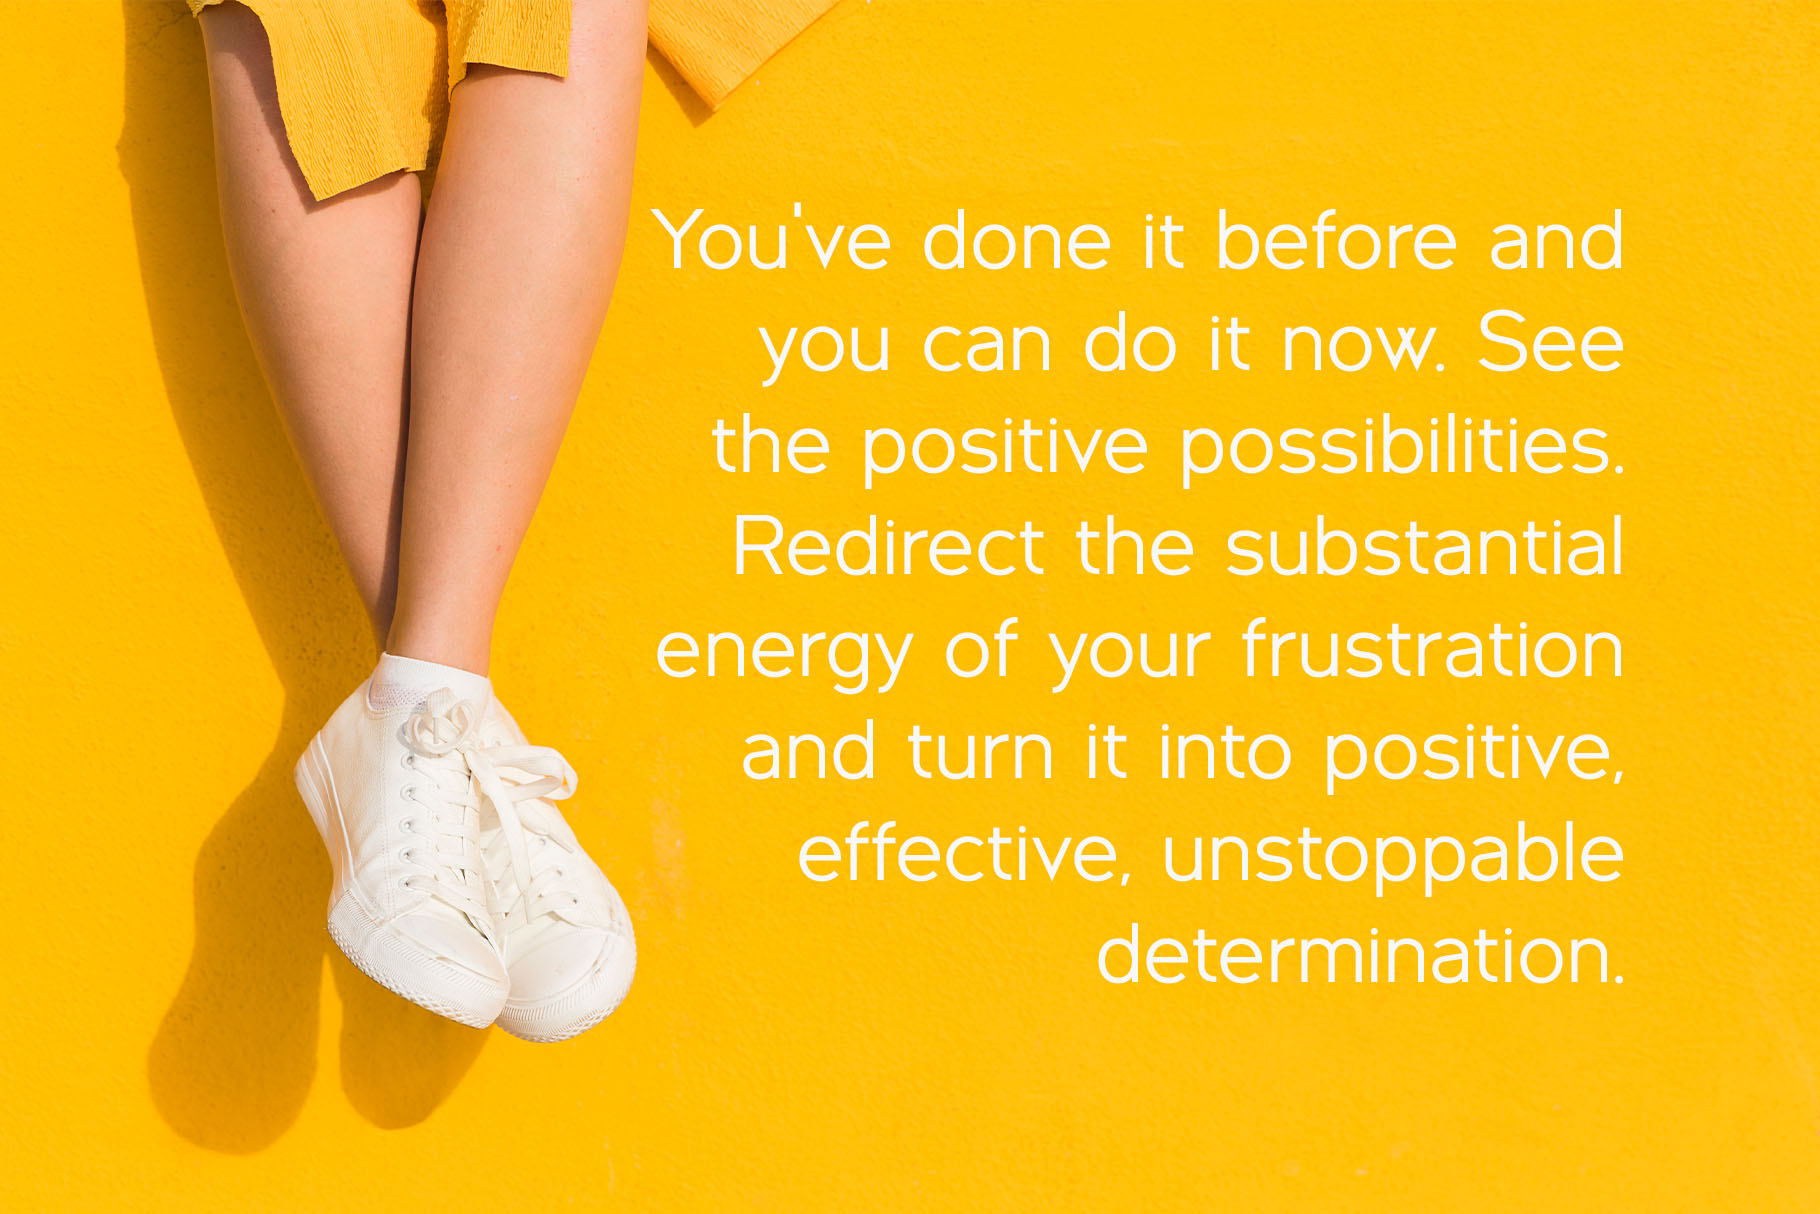 You've done it before and
you can do it now. See
the positive possibilities.
Redirect the substantial
energy of your frustration
and turn it into positive,
effective, unstoppable
determination.